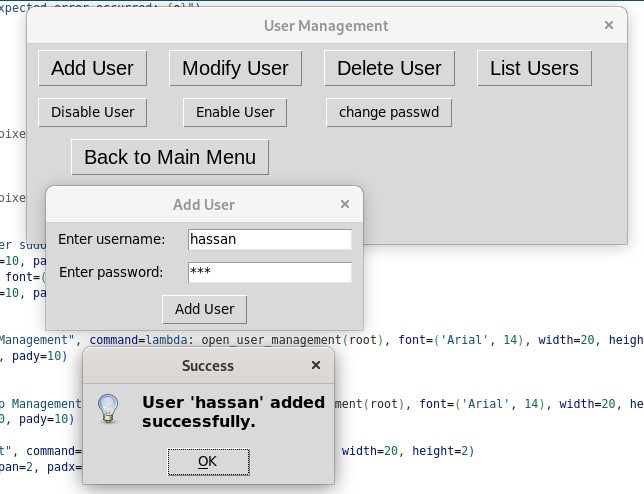 xpected error occurred: {e}")
User Management
Add User Modify User Delete User List Users
Disable User Enable User change passwd
pixe
Back to Main Menu
pixe
Add User
er sudo
Enter username: hassan
=10, pa
Enter password: ***
font=(
=10, pa
Add User
Management", command=lambda: open_user_management(root), font=('Arial', 14), width=20, heigh
, pady=10)
Success
User 'hassan' added
successfully.
p Management
ment(root), font=('Arial', 14), width=20, he
0, pady=10)
t", command=
width=20, height=2)
OK
pan=2, padx=